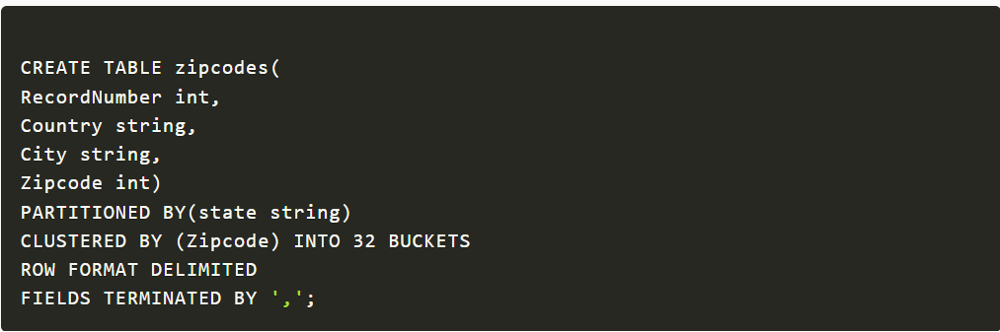 CREATE TABLE zipcodes(
RecordNumber int,
Country string,
City string,
Zipcode int)
PARTITIONED BY(state string)
CLUSTERED BY (Zipcode) INTO 32 BUCKETS
ROW FORMAT DELIMITED
FIELDS TERMINATED BY ',';